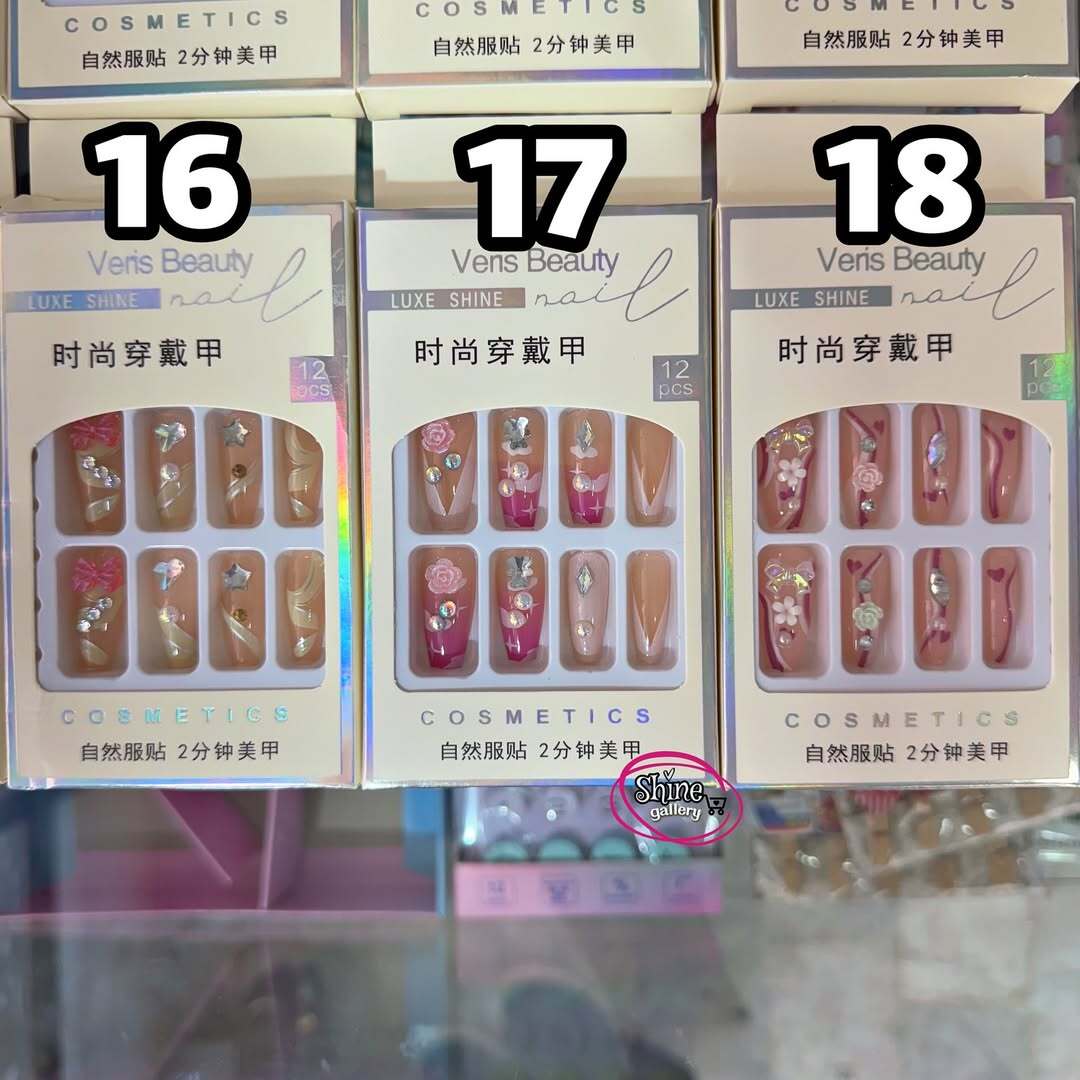 COSMETICS
自然服贴 2分钟美甲
COSMETICS
自然服贴 2分钟美甲
COSMETICS
自然服贴 2分钟美甲
16
17
18
Veris Beauty
LUXE SHINE nail
时尚穿戴甲
12
pcs
COSMETICS
自然服贴 2分钟美甲
Veris Beauty
LUXE SHINE nail
时尚穿戴甲
12
pcs
COSMETICS
自然服贴 2分钟美甲
Veris Beauty
LUXE SHINE nail
时尚穿戴甲
12
pcs
COSMETICS
自然服贴 2分钟美甲
Shine
gallery